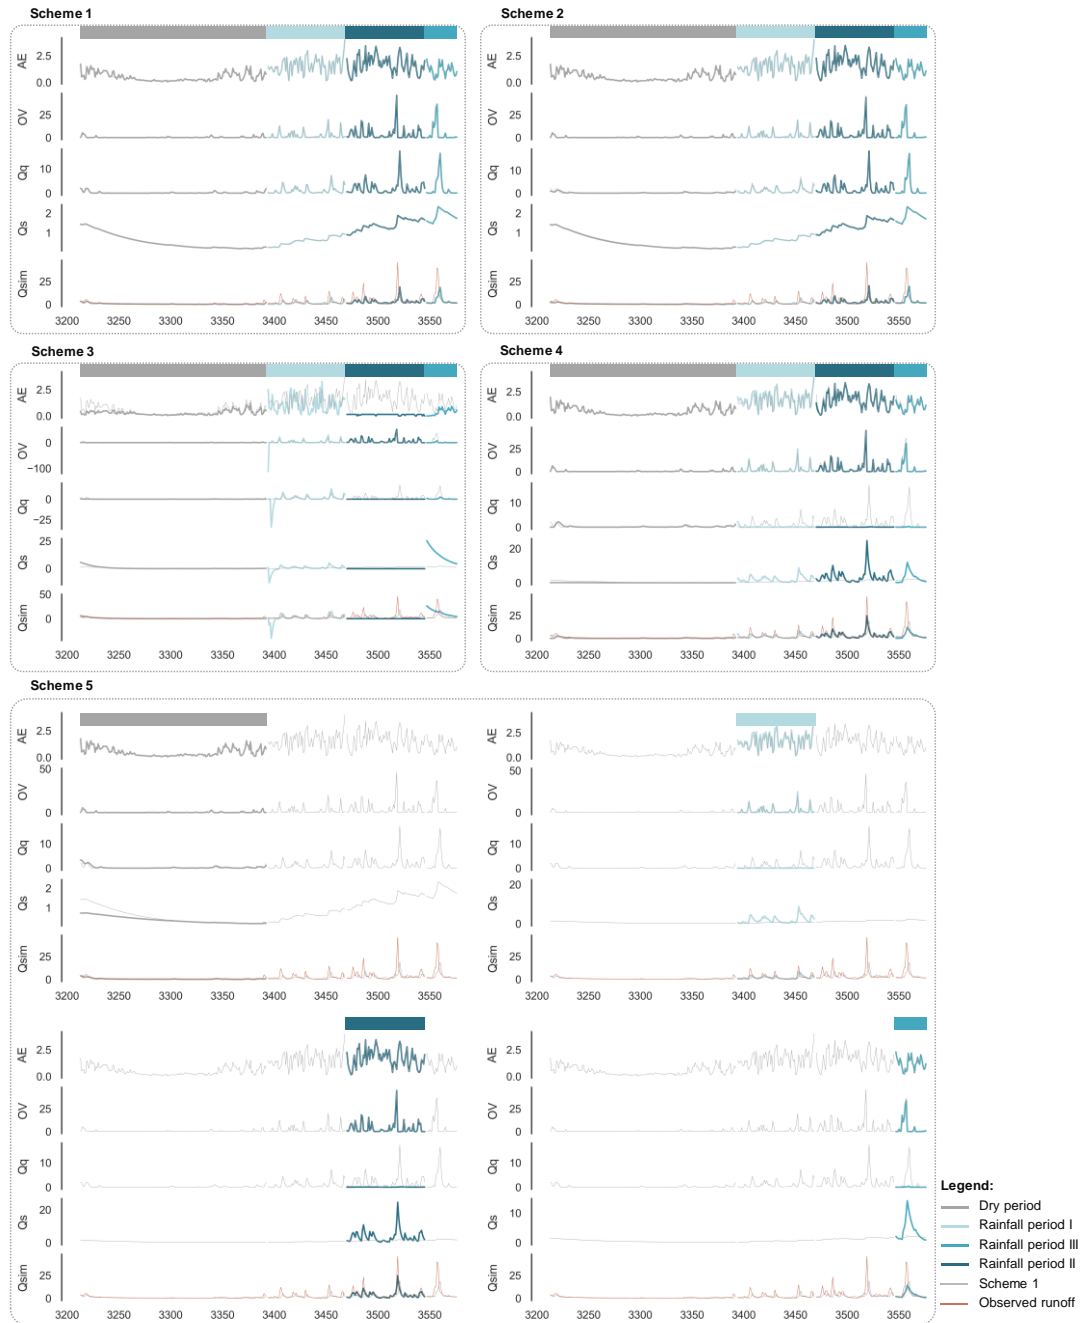 Scheme 1
AE
2.5
0.0
OV
25
0
Qq
10
0
Qs
2
1
Qsim
25
0
3200 3250 3300 3350 3400 3450 3500 3550
Scheme 2
AE
2.5
0.0
OV
25
0
Qq
10
0
Qs
2
1
Qsim
25
0
3200 3250 3300 3350 3400 3450 3500 3550
Scheme 3
AE
2.5
0.0
OV
0
−100
Qq
0
−25
Qs
25
0
Qsim
50
0
3200 3250 3300 3350 3400 3450 3500 3550
Scheme 4
AE
2.5
0.0
OV
25
0
Qq
10
0
Qs
20
0
Qsim
25
0
3200 3250 3300 3350 3400 3450 3500 3550
Scheme 5
AE
2.5
0.0
OV
50
0
Qq
10
0
Qs
2
1
Qsim
25
0
3200 3250 3300 3350 3400 3450 3500 3550
AE
2.5
0.0
OV
50
0
Qq
10
0
Qs
20
0
Qsim
25
0
3200 3250 3300 3350 3400 3450 3500 3550
AE
2.5
0.0
OV
25
0
Qq
10
0
Qs
20
0
Qsim
25
0
3200 3250 3300 3350 3400 3450 3500 3550
AE
2.5
0.0
OV
25
0
Qq
10
0
Qs
10
0
Qsim
25
0
3200 3250 3300 3350 3400 3450 3500 3550
Legend:
Dry period
Rainfall period I
Rainfall period III
Rainfall period II
Scheme 1
Observed runoff